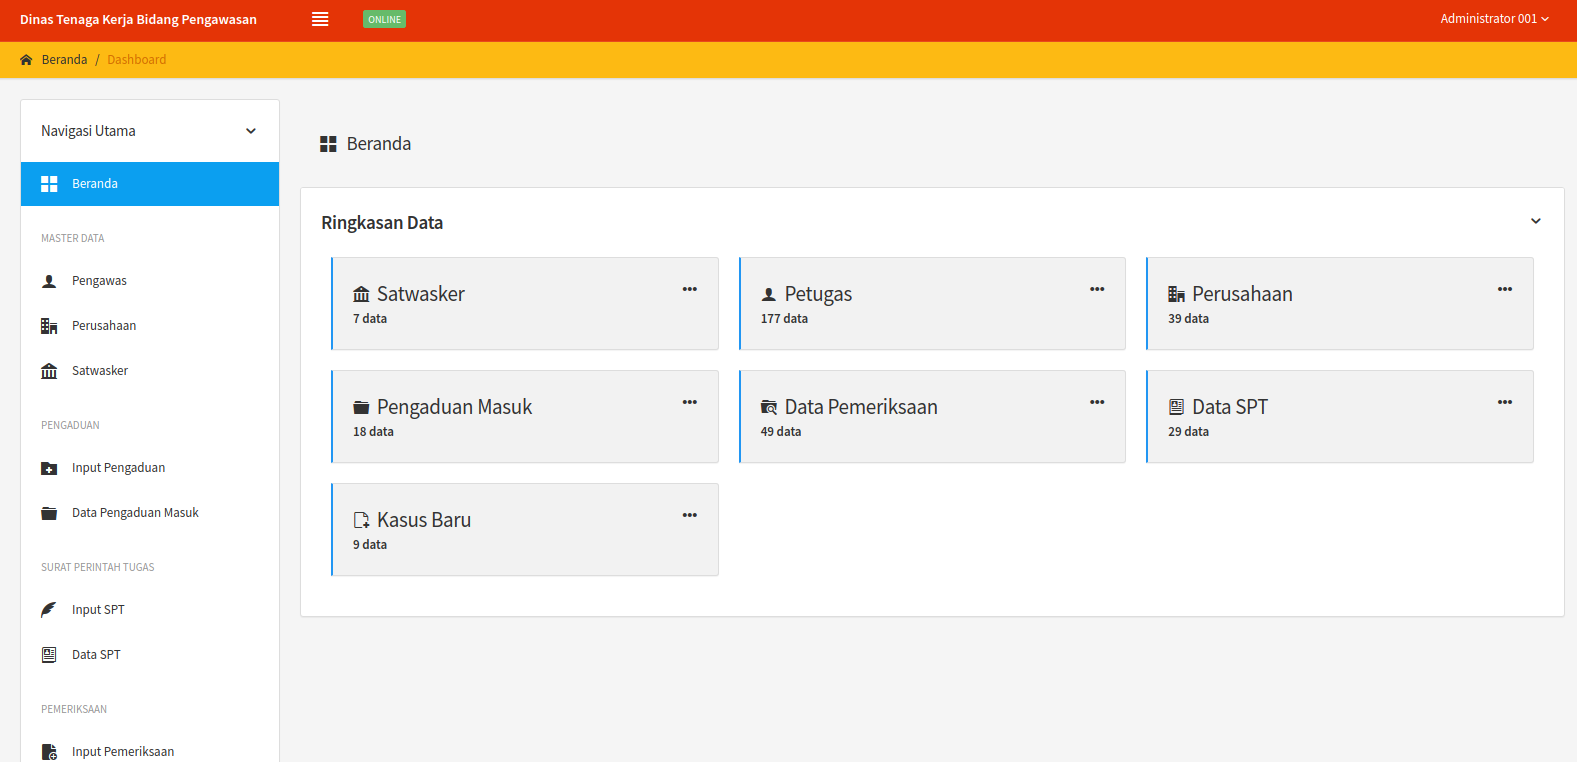 Dinas Tenaga Kerja Bidang Pengawasan
ONLINE
Administrator 001
Beranda / Dashboard
Navigasi Utama
Beranda
MASTER DATA
Pengawas
Perusahaan
Satwasker
PENGADUAN
Input Pengaduan
Data Pengaduan Masuk
SURAT PERINTAH TUGAS
Input SPT
Data SPT
PEMERIKSAAN
Input Pemeriksaan
Beranda
Ringkasan Data
Satwasker
7 data
Petugas
177 data
Perusahaan
39 data
Pengaduan Masuk
18 data
Data Pemeriksaan
49 data
Data SPT
29 data
Kasus Baru
9 data